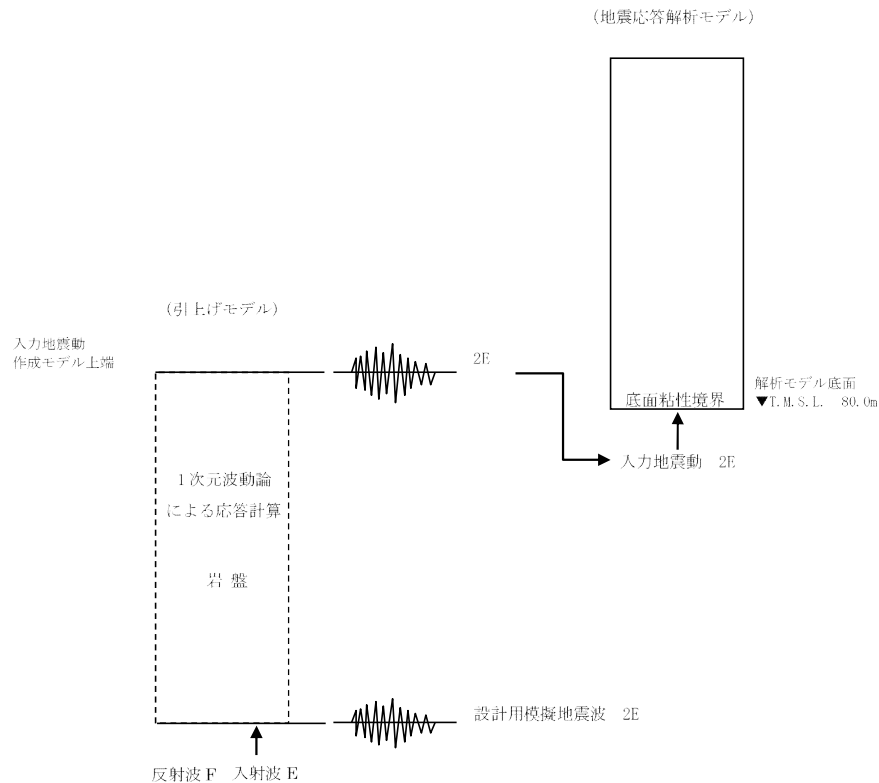 (地震応答解析モデル)
(引上げモデル)
入力地震動
作成モデル上端
2E
解析モデル底面
▼T.M.S.L. 80.0m
底面粘性境界
入力地震動 2E
1次元波動論
による応答計算
岩盤
設計用模擬地震波 2E
反射波F 入射波E